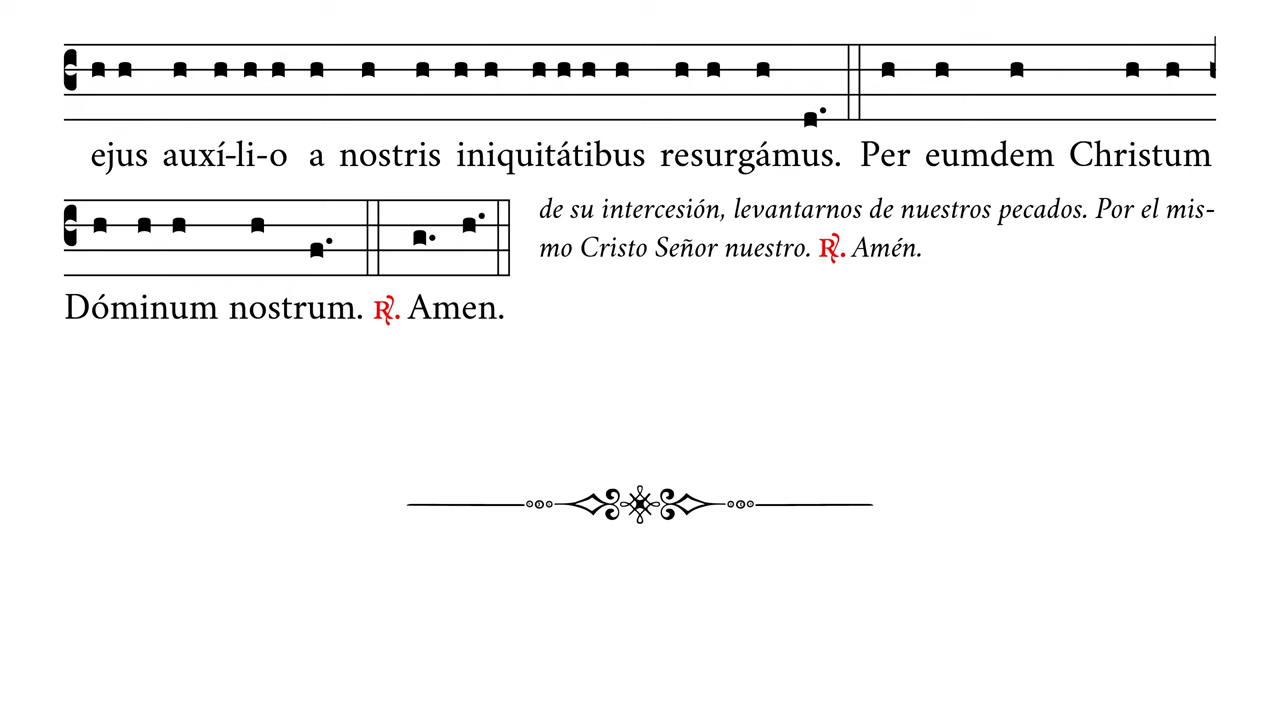 ejus auxí-li-o a nostris iniquitátibus resurgámus. Per eumdem Christum
Dóminum nostrum. ℟. Amen.
de su intercesión, levantarnos de nuestros pecados. Por el mis-
mo Cristo Señor nuestro. ℟. Amén.